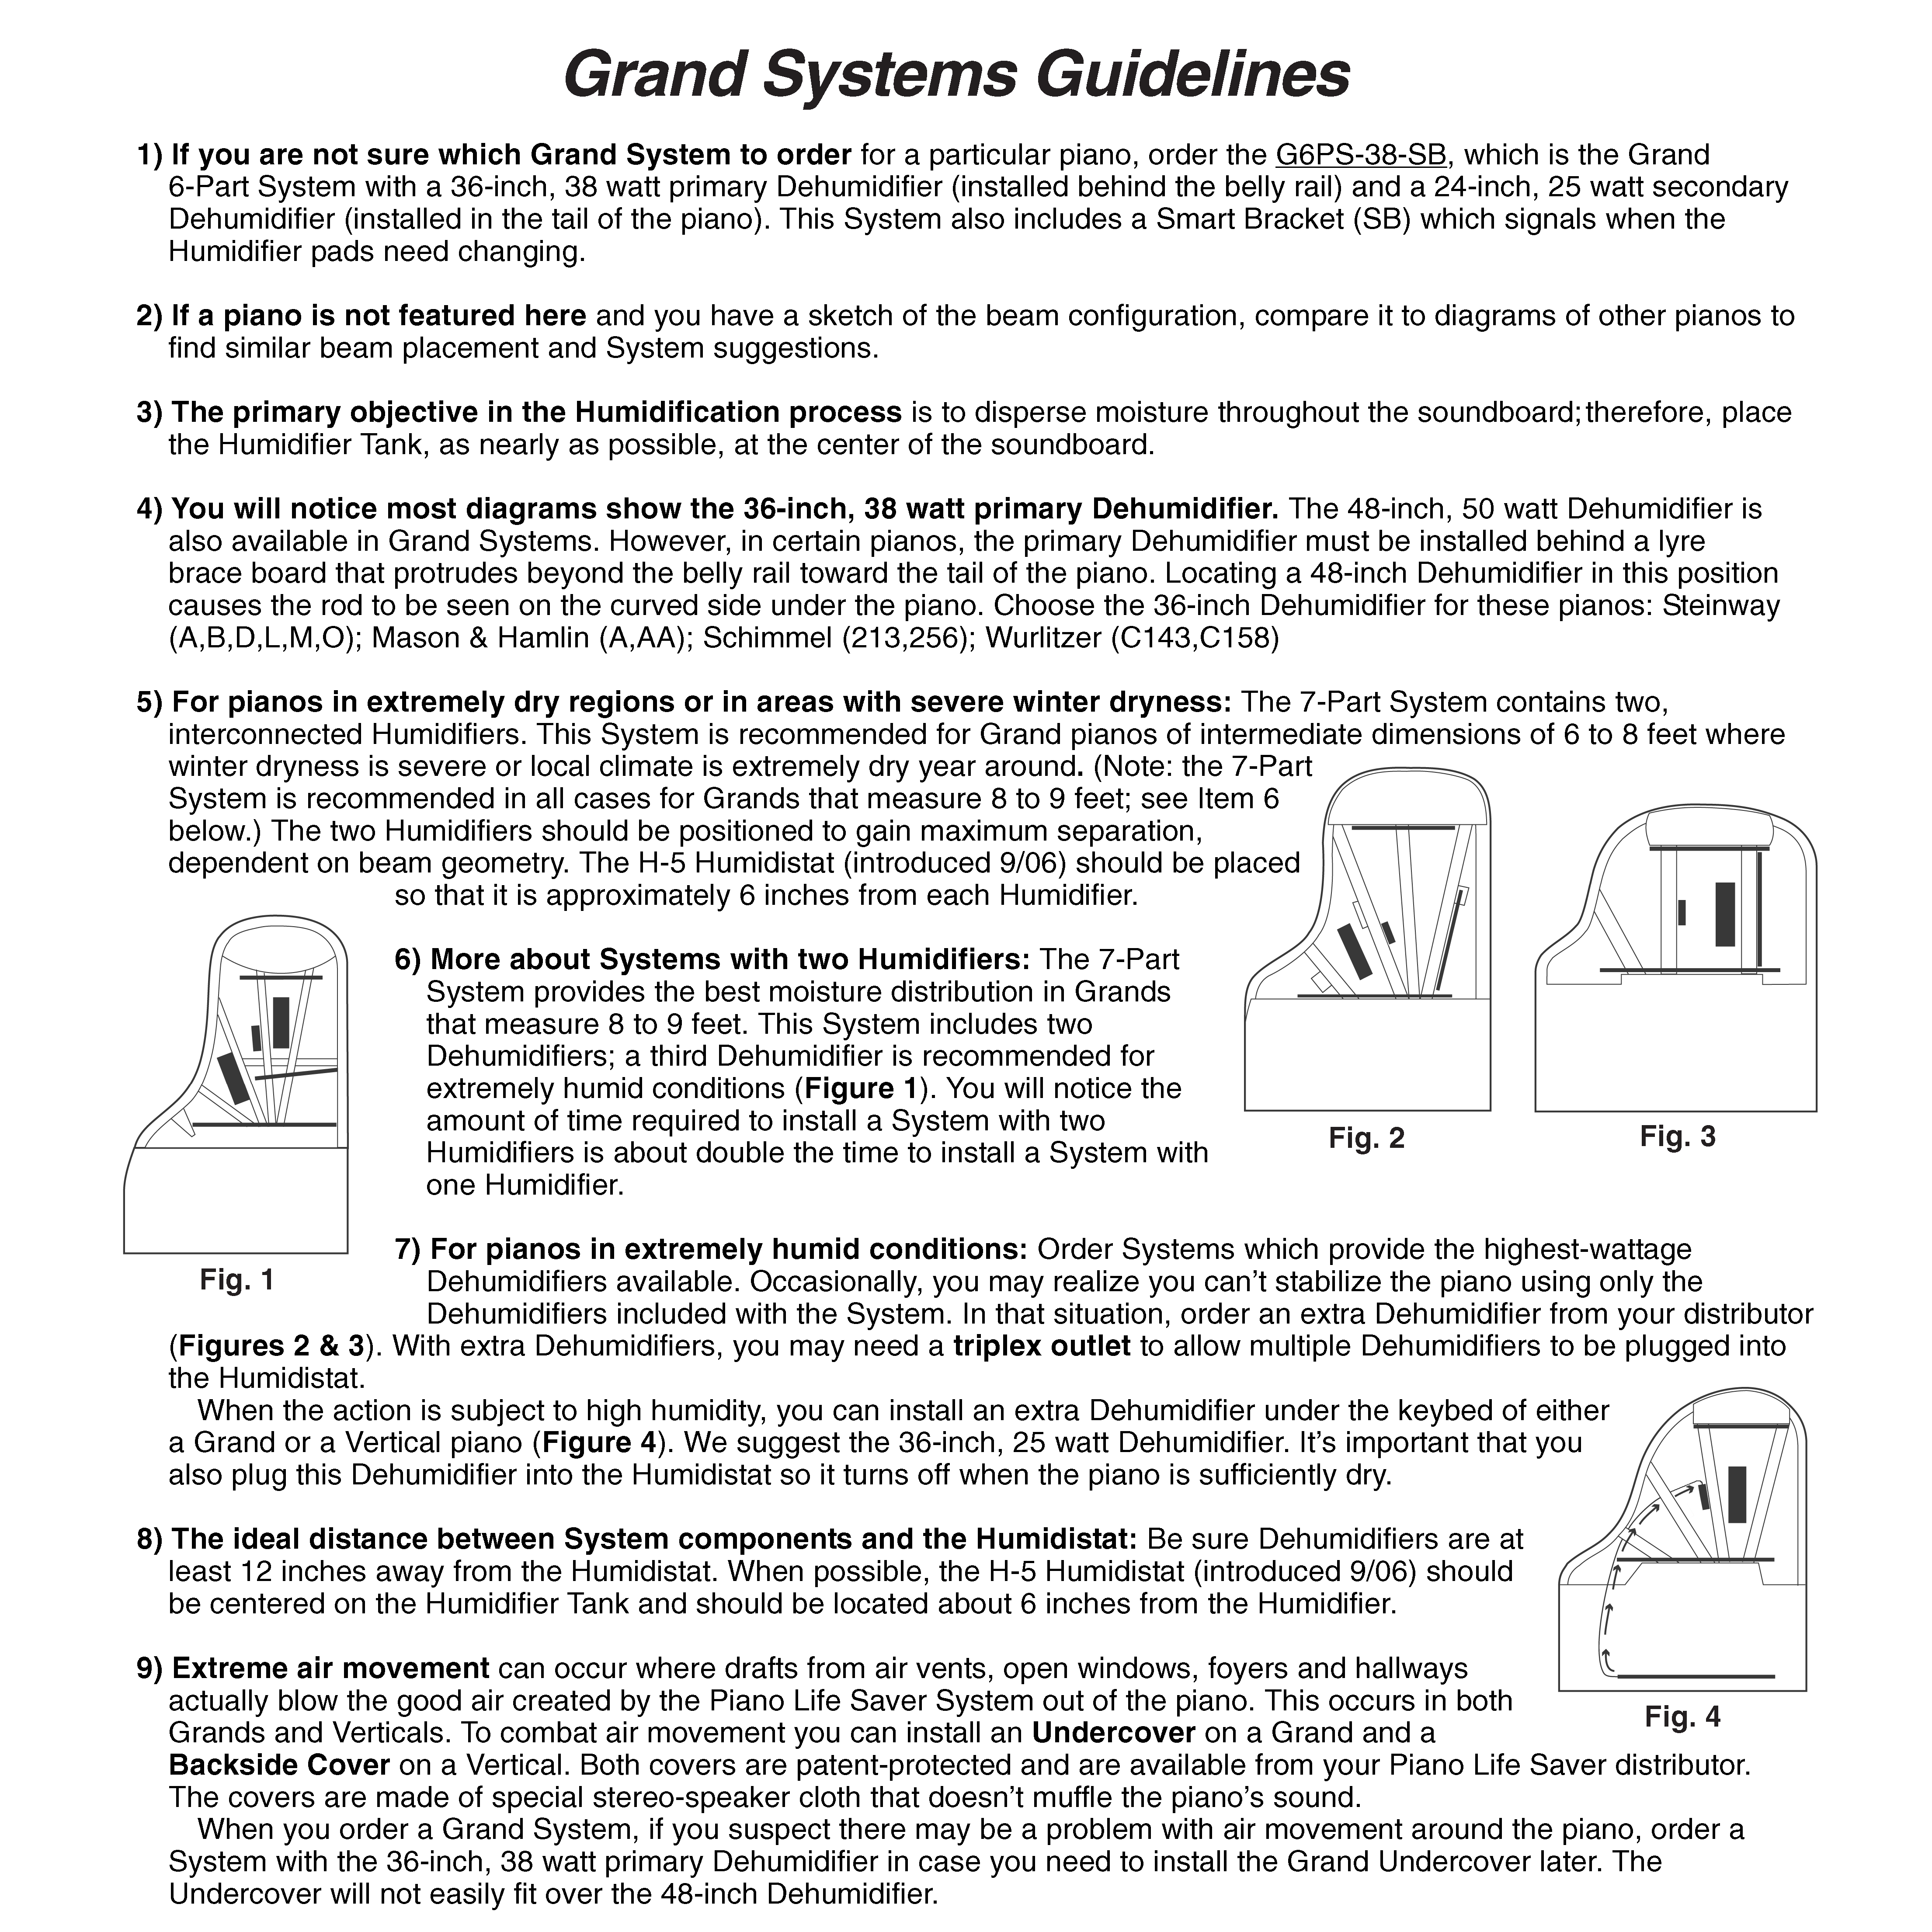 Grand Systems Guidelines
1) If you are not sure which Grand System to order for a particular piano, order the G6PS-38-SB, which is the Grand
6-Part System with a 36-inch, 38 watt primary Dehumidifier (installed behind the belly rail) and a 24-inch, 25 watt secondary
Dehumidifier (installed in the tail of the piano). This System also includes a Smart Bracket (SB) which signals when the
Humidifier pads need changing.
2) If a piano is not featured here and you have a sketch of the beam configuration, compare it to diagrams of other pianos to
find similar beam placement and System suggestions.
3) The primary objective in the Humidification process is to disperse moisture throughout the soundboard; therefore, place
the Humidifier Tank, as nearly as possible, at the center of the soundboard.
4) You will notice most diagrams show the 36-inch, 38 watt primary Dehumidifier. The 48-inch, 50 watt Dehumidifier is
also available in Grand Systems. However, in certain pianos, the primary Dehumidifier must be installed behind a lyre
brace board that protrudes beyond the belly rail toward the tail of the piano. Locating a 48-inch Dehumidifier in this position
causes the rod to be seen on the curved side under the piano. Choose the 36-inch Dehumidifier for these pianos: Steinway
(A,B,D,L,M,O); Mason & Hamlin (A,AA); Schimmel (213,256); Wurlitzer (C143,C158)
5) For pianos in extremely dry regions or in areas with severe winter dryness: The 7-Part System contains two,
interconnected Humidifiers. This System is recommended for Grand pianos of intermediate dimensions of 6 to 8 feet where
winter dryness is severe or local climate is extremely dry year around. (Note: the 7-Part
System is recommended in all cases for Grands that measure 8 to 9 feet; see Item 6
below.) The two Humidifiers should be positioned to gain maximum separation,
dependent on beam geometry. The H-5 Humidistat (introduced 9/06) should be placed
so that it is approximately 6 inches from each Humidifier.
6) More about Systems with two Humidifiers: The 7-Part
System provides the best moisture distribution in Grands
that measure 8 to 9 feet. This System includes two
Dehumidifiers; a third Dehumidifier is recommended for
extremely humid conditions (Figure 1). You will notice the
amount of time required to install a System with two
Humidifiers is about double the time to install a System with
one Humidifier.
Fig. 2
Fig. 3
Fig. 1
7) For pianos in extremely humid conditions: Order Systems which provide the highest-wattage
Dehumidifiers available. Occasionally, you may realize you can't stabilize the piano using only the
Dehumidifiers included with the System. In that situation, order an extra Dehumidifier from your distributor
(Figures 2 & 3). With extra Dehumidifiers, you may need a triplex outlet to allow multiple Dehumidifiers to be plugged into
the Humidistat.
When the action is subject to high humidity, you can install an extra Dehumidifier under the keybed of either
a Grand or a Vertical piano (Figure 4). We suggest the 36-inch, 25 watt Dehumidifier. It's important that you
also plug this Dehumidifier into the Humidistat so it turns off when the piano is sufficiently dry.
8) The ideal distance between System components and the Humidistat: Be sure Dehumidifiers are at
least 12 inches away from the Humidistat. When possible, the H-5 Humidistat (introduced 9/06) should
be centered on the Humidifier Tank and should be located about 6 inches from the Humidifier.
9) Extreme air movement can occur where drafts from air vents, open windows, foyers and hallways
actually blow the good air created by the Piano Life Saver System out of the piano. This occurs in both
Grands and Verticals. To combat air movement you can install an Undercover on a Grand and a
Backside Cover on a Vertical. Both covers are patent-protected and are available from your Piano Life Saver distributor.
The covers are made of special stereo-speaker cloth that doesn't muffle the piano's sound.
When you order a Grand System, if you suspect there may be a problem with air movement around the piano, order a
System with the 36-inch, 38 watt primary Dehumidifier in case you need to install the Grand Undercover later. The
Undercover will not easily fit over the 48-inch Dehumidifier.
Fig. 4